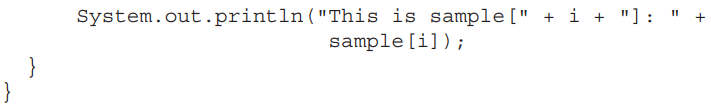 System.out.println("This is sample[" + i + "]: " +
sample[i]);
}
}